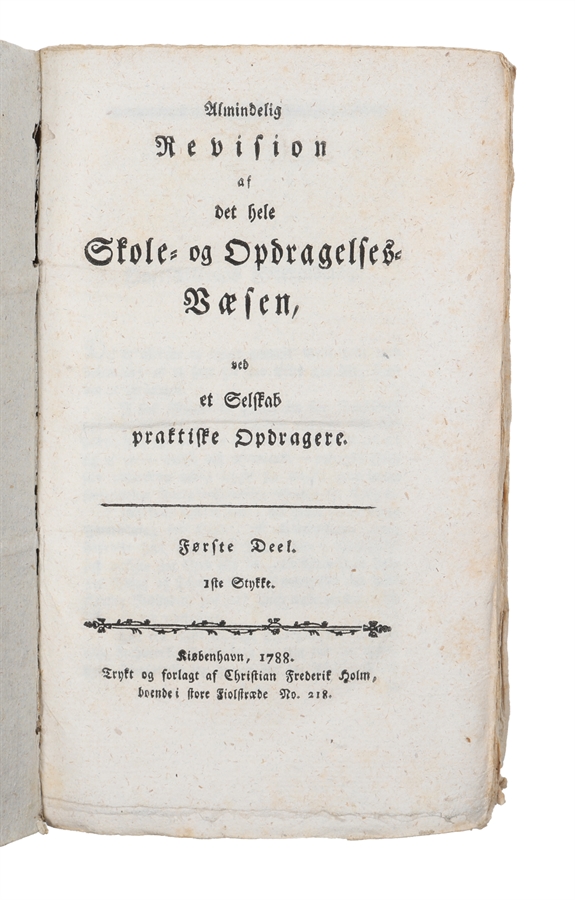 Almindelig
Revision
af
det hele
Skole- og Opdragelses-
Væsen,
ved
et Selskab
praktiske Opdragere.
Første Deel.
1ste Stykke.
Kiøbenhavn, 1788.
Trykt og forlagt af Christian Frederik Holm,
boende i store Fiolstræde No. 218.